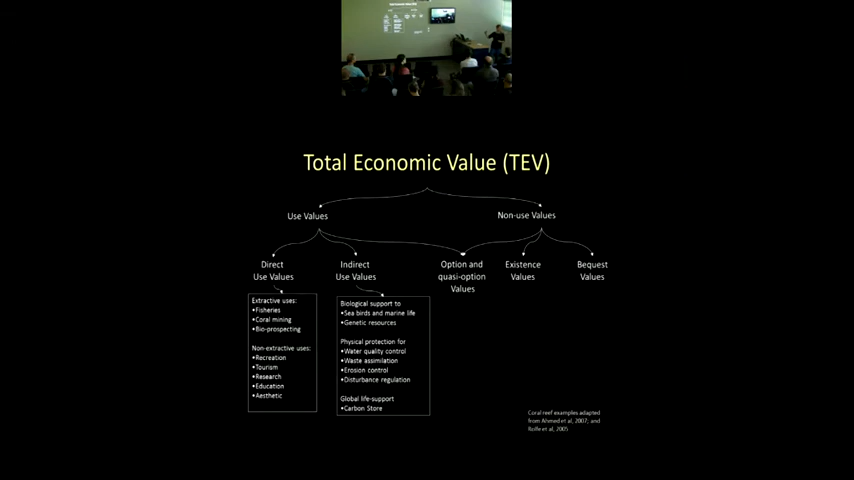 Total Economic Value (TEV)
Use Values
Non-use Values
Direct
Use Values
Indirect
Use Values
Option and
quasi-option
Values
Existence
Values
Bequest
Values
Extractive uses:
•Fisheries
•Coral mining
•Bio-prospecting
Non-extractive uses:
•Recreation
•Tourism
•Research
•Education
•Aesthetic
Biological support to
•Sea birds and marine life
•Genetic resources
Physical protection for
•Water quality control
•Waste assimilation
•Erosion control
•Disturbance regulation
Global life-support
•Carbon Store
Coral reef examples adapted
from Ahmed et al, 2007; and
Rolfe et al, 2005